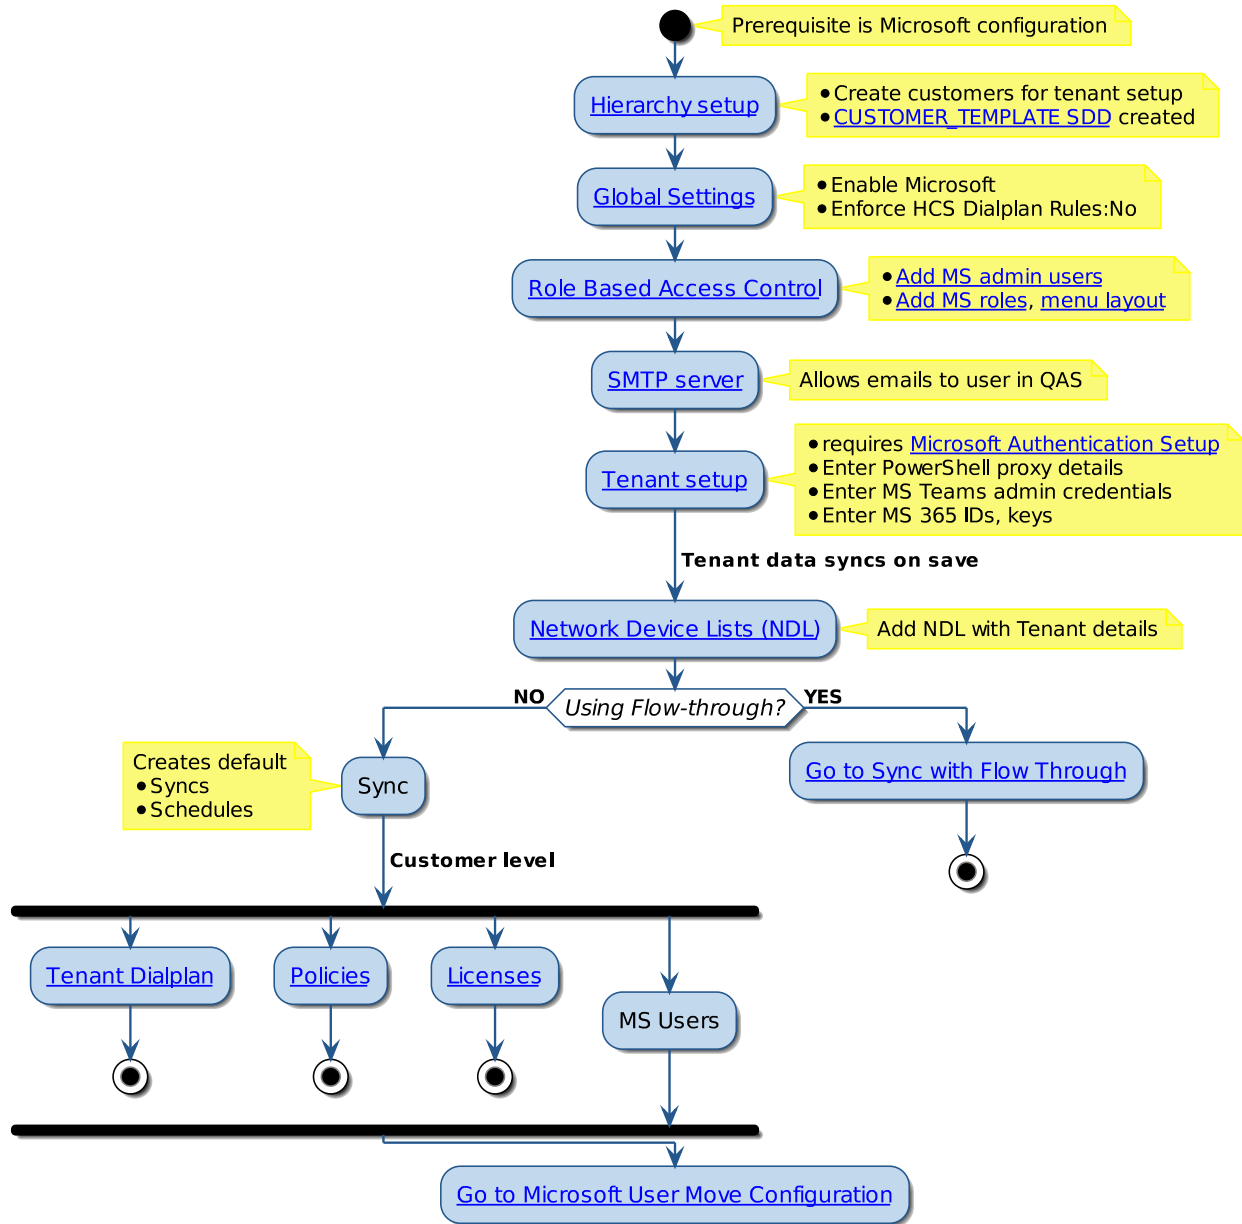 Prerequisite is Microsoft configuration
Hierarchy setup
• Create customers for tenant setup
• CUSTOMER_TEMPLATE SDD created
Global Settings
• Enable Microsoft
• Enforce HCS Dialplan Rules:No
Role Based Access Control
• Add MS admin users
• Add MS roles, menu layout
SMTP server
Allows emails to user in QAS
Tenant setup
• requires Microsoft Authentication Setup
• Enter PowerShell proxy details
• Enter MS Teams admin credentials
• Enter MS 365 IDs, keys
Tenant data syncs on save
Network Device Lists (NDL)
Add NDL with Tenant details
NO
Using Flow-through?
YES
Creates default
• Syncs
• Schedules
Sync
Go to Sync with Flow Through
Customer level
Tenant Dialplan
Policies
Licenses
MS Users
Go to Microsoft User Move Configuration